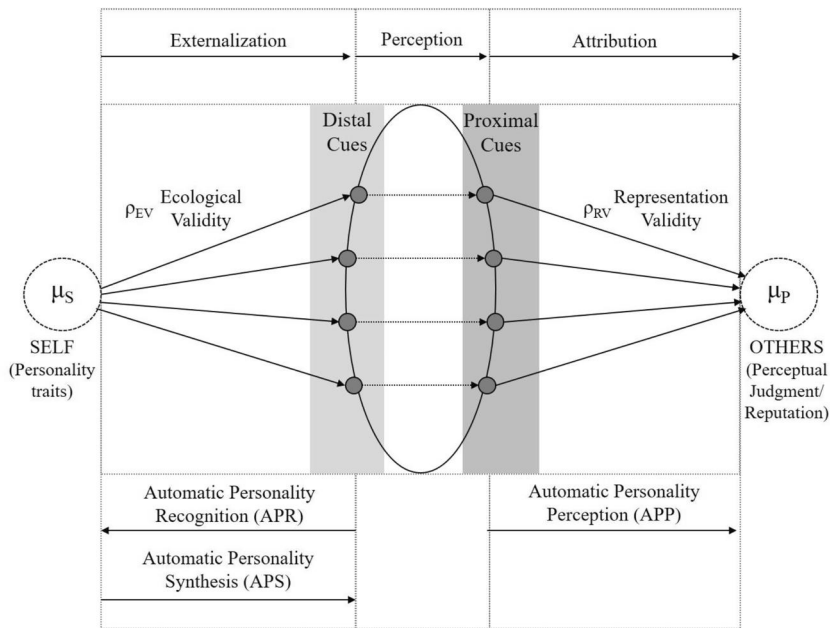 Externalization
Perception
Attribution
Distal
Cues
Proximal
Cues
ρEV Ecological
Validity
ρRV Representation
Validity
μS
μP
SELF
(Personality
traits)
OTHERS
(Perceptual
Judgment/
Reputation)
Automatic Personality
Recognition (APR)
Automatic Personality
Perception (APP)
Automatic Personality
Synthesis (APS)